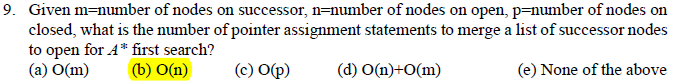 9. Given m=number of nodes on successor, n=number of nodes on open, p=number of nodes on
closed, what is the number of pointer assignment statements to merge a list of successor nodes
to open for A* first search?
(a) O(m) (b) O(n) (c) O(p) (d) O(n)+O(m) (e) None of the above